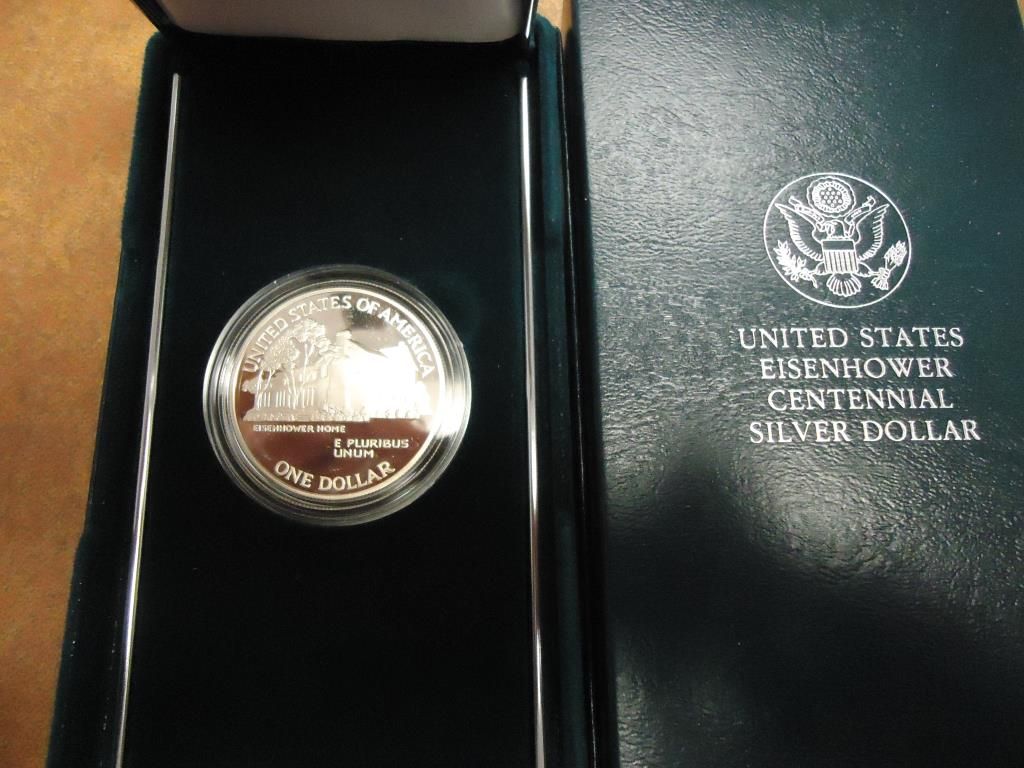 UNITED STATES OF AMERICA
EISENHOWER HOME
E PLURIBUS
UNUM
ONE DOLLAR
UNITED STATES
EISENHOWER
CENTENNIAL
SILVER DOLLAR